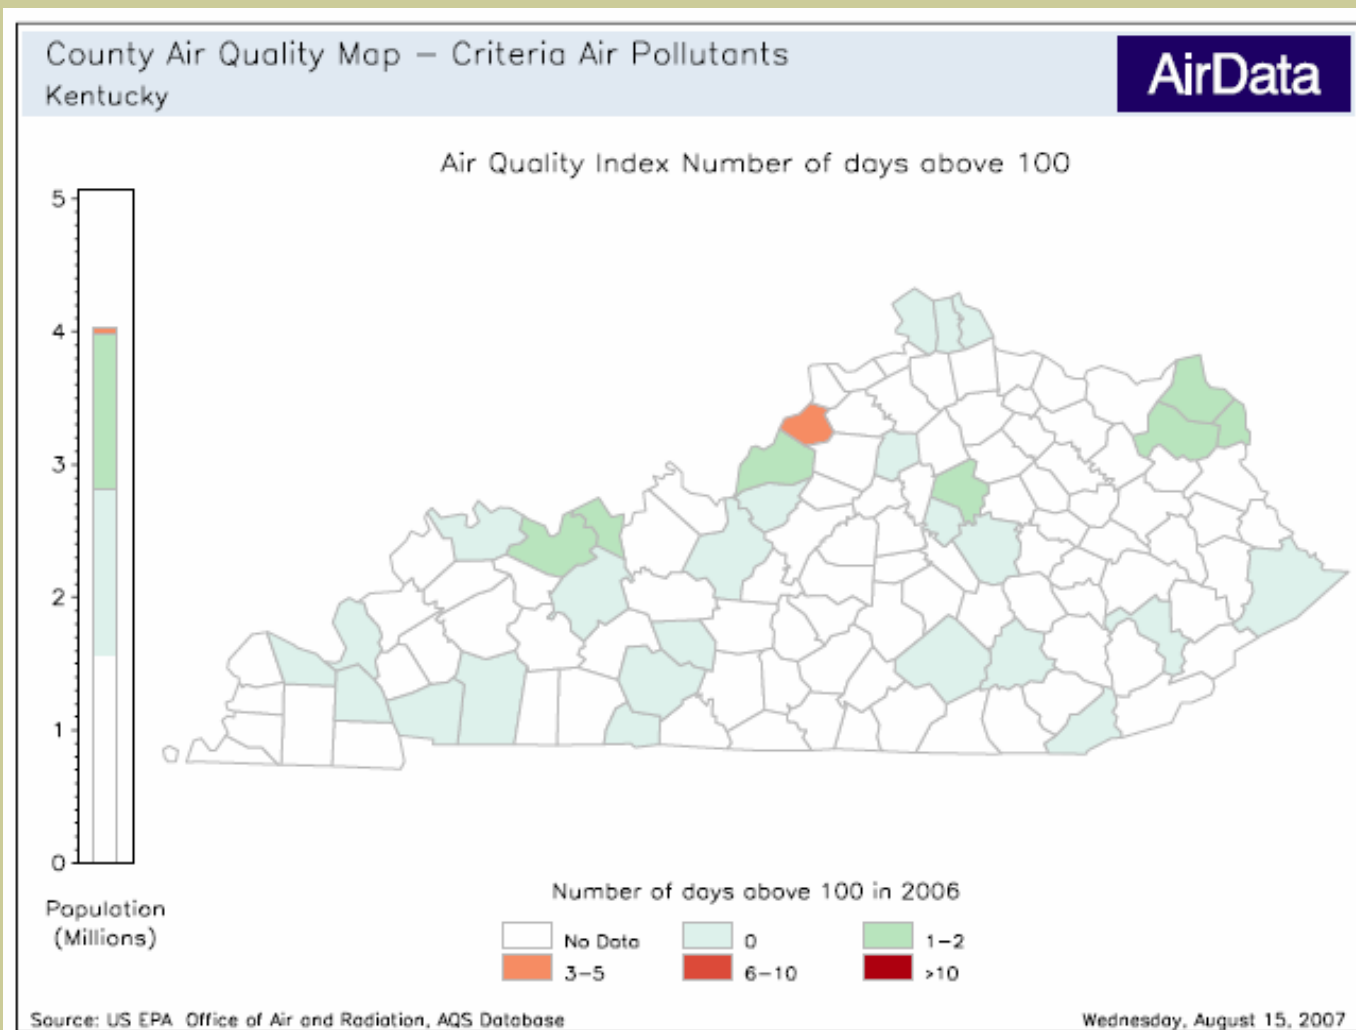 County Air Quality Map – Criteria Air Pollutants
Kentucky
AirData
Air Quality Index Number of days above 100
5
4
3
2
1
0
Population
(Millions)
Number of days above 100 in 2006
No Data
0
1–2
3–5
6–10
>10
Source: US EPA Office of Air and Radiation, AQS Database
Wednesday, August 15, 2007